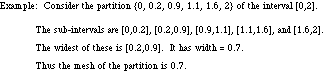 Example:  Consider the partition {0, 0.2, 0.9, 1.1, 1.6, 2} of the interval [0,2].
The sub-intervals are [0,0.2], [0.2,0.9], [0.9,1.1], [1.1,1.6], and [1.6,2].
The widest of these is [0.2,0.9].  It has width = 0.7.
Thus the mesh of the partition is 0.7.